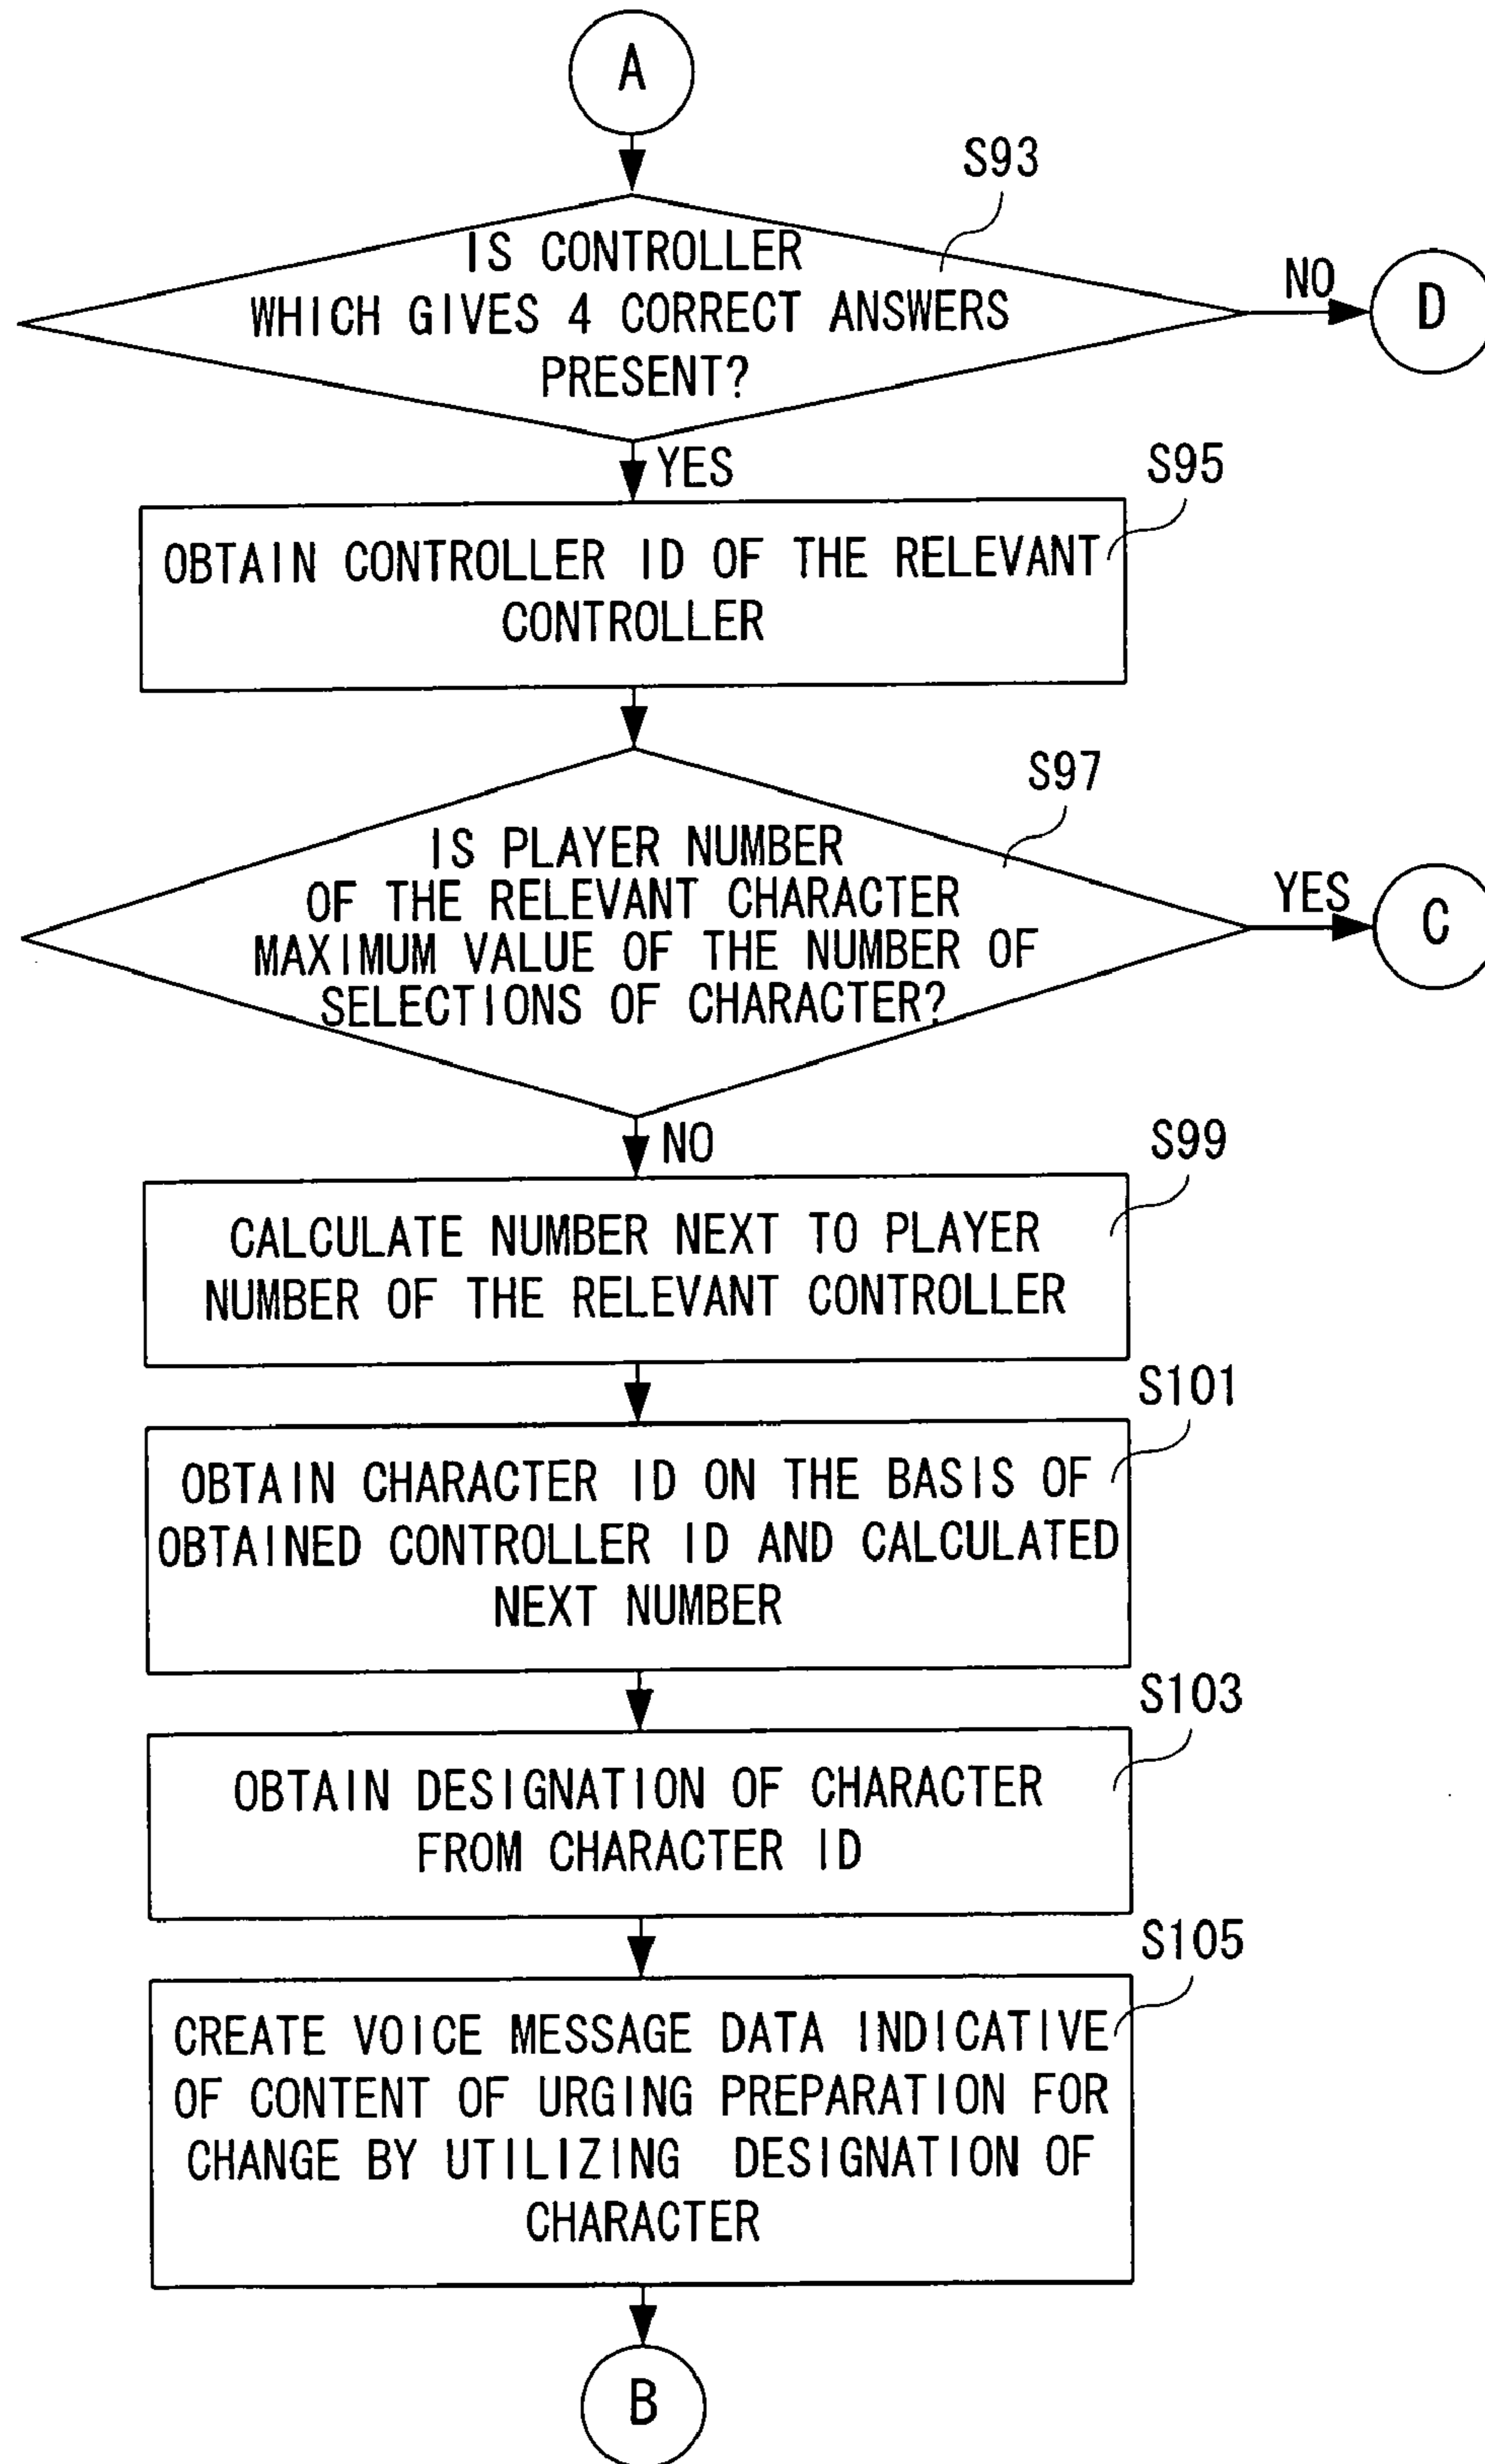 A
S93
IS CONTROLLER
WHICH GIVES 4 CORRECT ANSWERS
PRESENT?
NO
D
YES
S95
OBTAIN CONTROLLER ID OF THE RELEVANT
CONTROLLER
S97
IS PLAYER NUMBER
OF THE RELEVANT CHARACTER
MAXIMUM VALUE OF THE NUMBER OF
SELECTIONS OF CHARACTER?
YES
C
NO
S99
CALCULATE NUMBER NEXT TO PLAYER
NUMBER OF THE RELEVANT CONTROLLER
S101
OBTAIN CHARACTER ID ON THE BASIS OF
OBTAINED CONTROLLER ID AND CALCULATED
NEXT NUMBER
S103
OBTAIN DESIGNATION OF CHARACTER
FROM CHARACTER ID
S105
CREATE VOICE MESSAGE DATA INDICATIVE
OF CONTENT OF URGING PREPARATION FOR
CHANGE BY UTILIZING DESIGNATION OF
CHARACTER
B